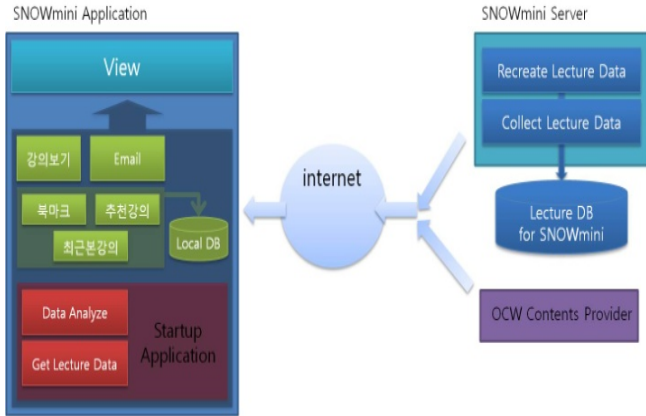 SNOWmini Application
View
강의보기
Email
북마크
추천강의
최근본강의
Local DB
Data Analyze
Get Lecture Data
Startup
Application
internet
SNOWmini Server
Recreate Lecture Data
Collect Lecture Data
Lecture DB
for SNOWmini
OCW Contents Provider